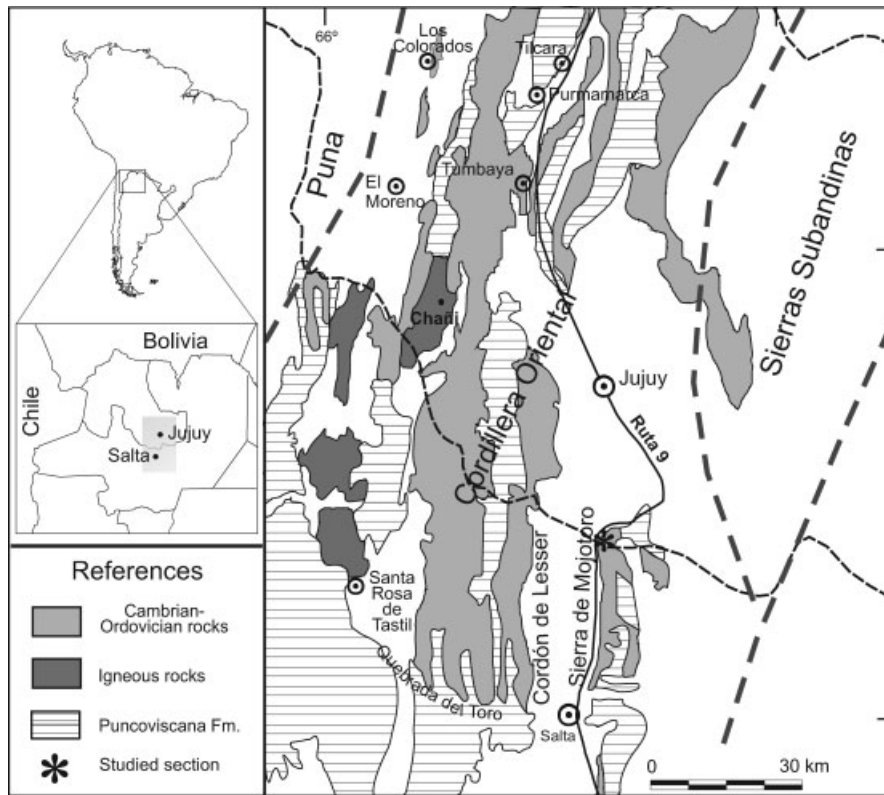 Bolivia
Chile
Jujuy
Salta
References
Cambrian-
Ordovician rocks
Igneous rocks
Puncoviscana Fm.
Studied section
66º
Los
Colorados
Tilcara
Purmamarca
Puna
El
Moreno
Tumbaya
Sierras Subandinas
Chañi
Cordillera Oriental
Jujuy
Ruta 9
Santa
Rosa
de
Tastil
Cordón de Lesser
Sierra de Mojotoro
Quebrada del Toro
Salta
0 30 km